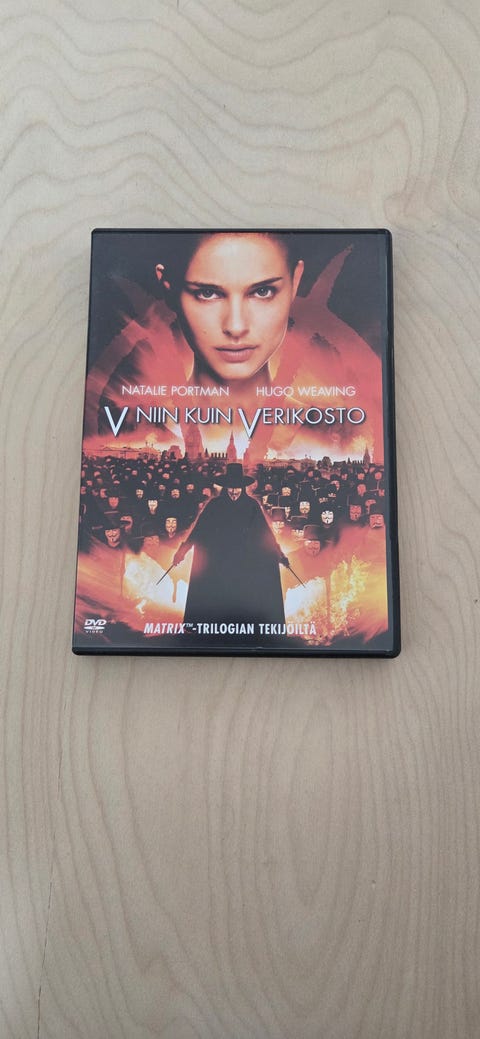 NATALIE PORTMAN HUGO WEAVING
V NIIN KUIN VERIKOSTO
MATRIX™-TRILOGIAN TEKIJÖILTÄ
DVD
VIDEO